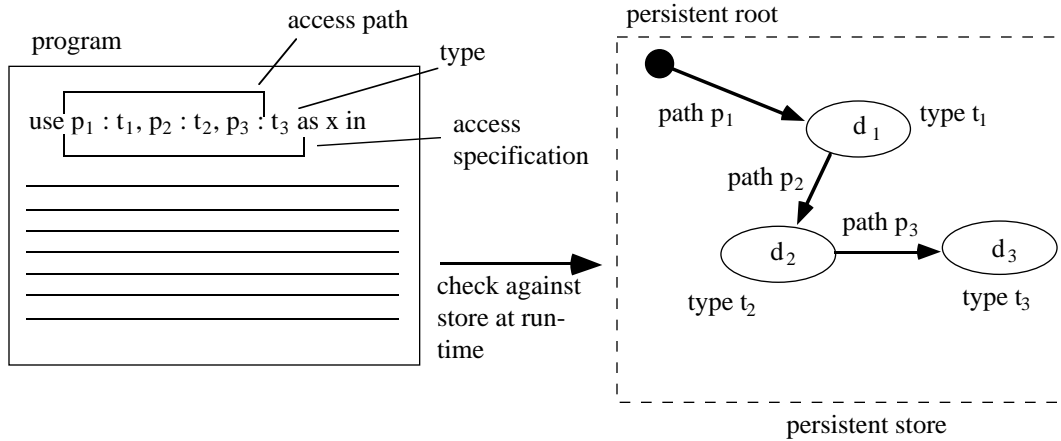 access path
program
type
use p1 : t1, p2 : t2, p3 : t3 as x in
access
specification
check against
store at run-
time
persistent root
path p1
d1
type t1
path p2
path p3
d2
d3
type t2
type t3
persistent store